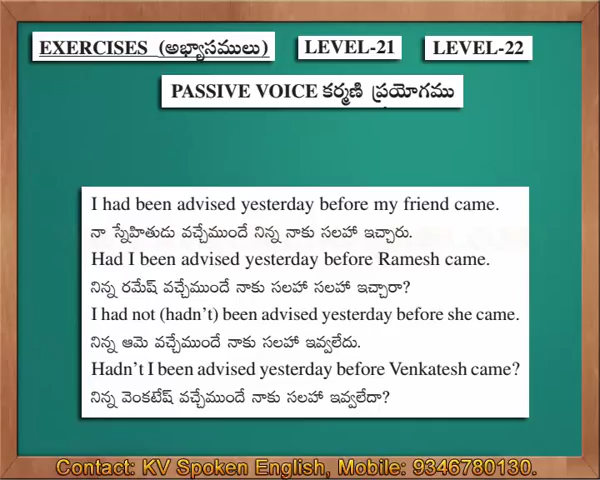 EXERCISES (అభ్యాసములు) LEVEL-21 LEVEL-22
PASSIVE VOICE కర్మణి ప్రయోగము
I had been advised yesterday before my friend came.
నా స్నేహితుడు వచ్చేముందే నిన్న నాకు సలహా ఇచ్చారు.
Had I been advised yesterday before Ramesh came.
నిన్న రమేష్ వచ్చేముందే నాకు సలహా సలహా ఇచ్చారా?
I had not (hadn't) been advised yesterday before she came.
నిన్న ఆమె వచ్చేముందే నాకు సలహా ఇవ్వలేదు.
Hadn't I been advised yesterday before Venkatesh came?
నిన్న వెంకటేష్ వచ్చేముందే నాకు సలహా ఇవ్వలేదా?
Contact: KV Spoken English, Mobile: 9346780130.